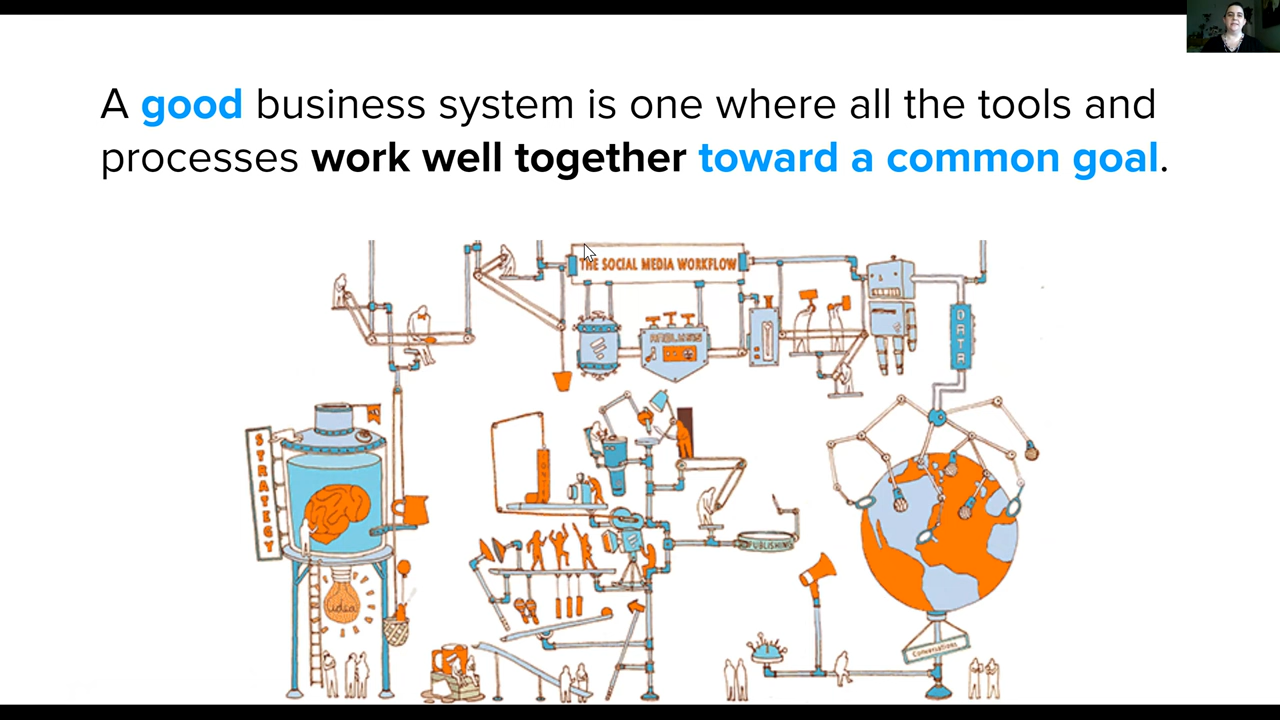 A good business system is one where all the tools and
processes work well together toward a common goal.
THE SOCIAL MEDIA WORKFLOW
DATA
STRATEGY
idea
PUBLISHING
Conversations